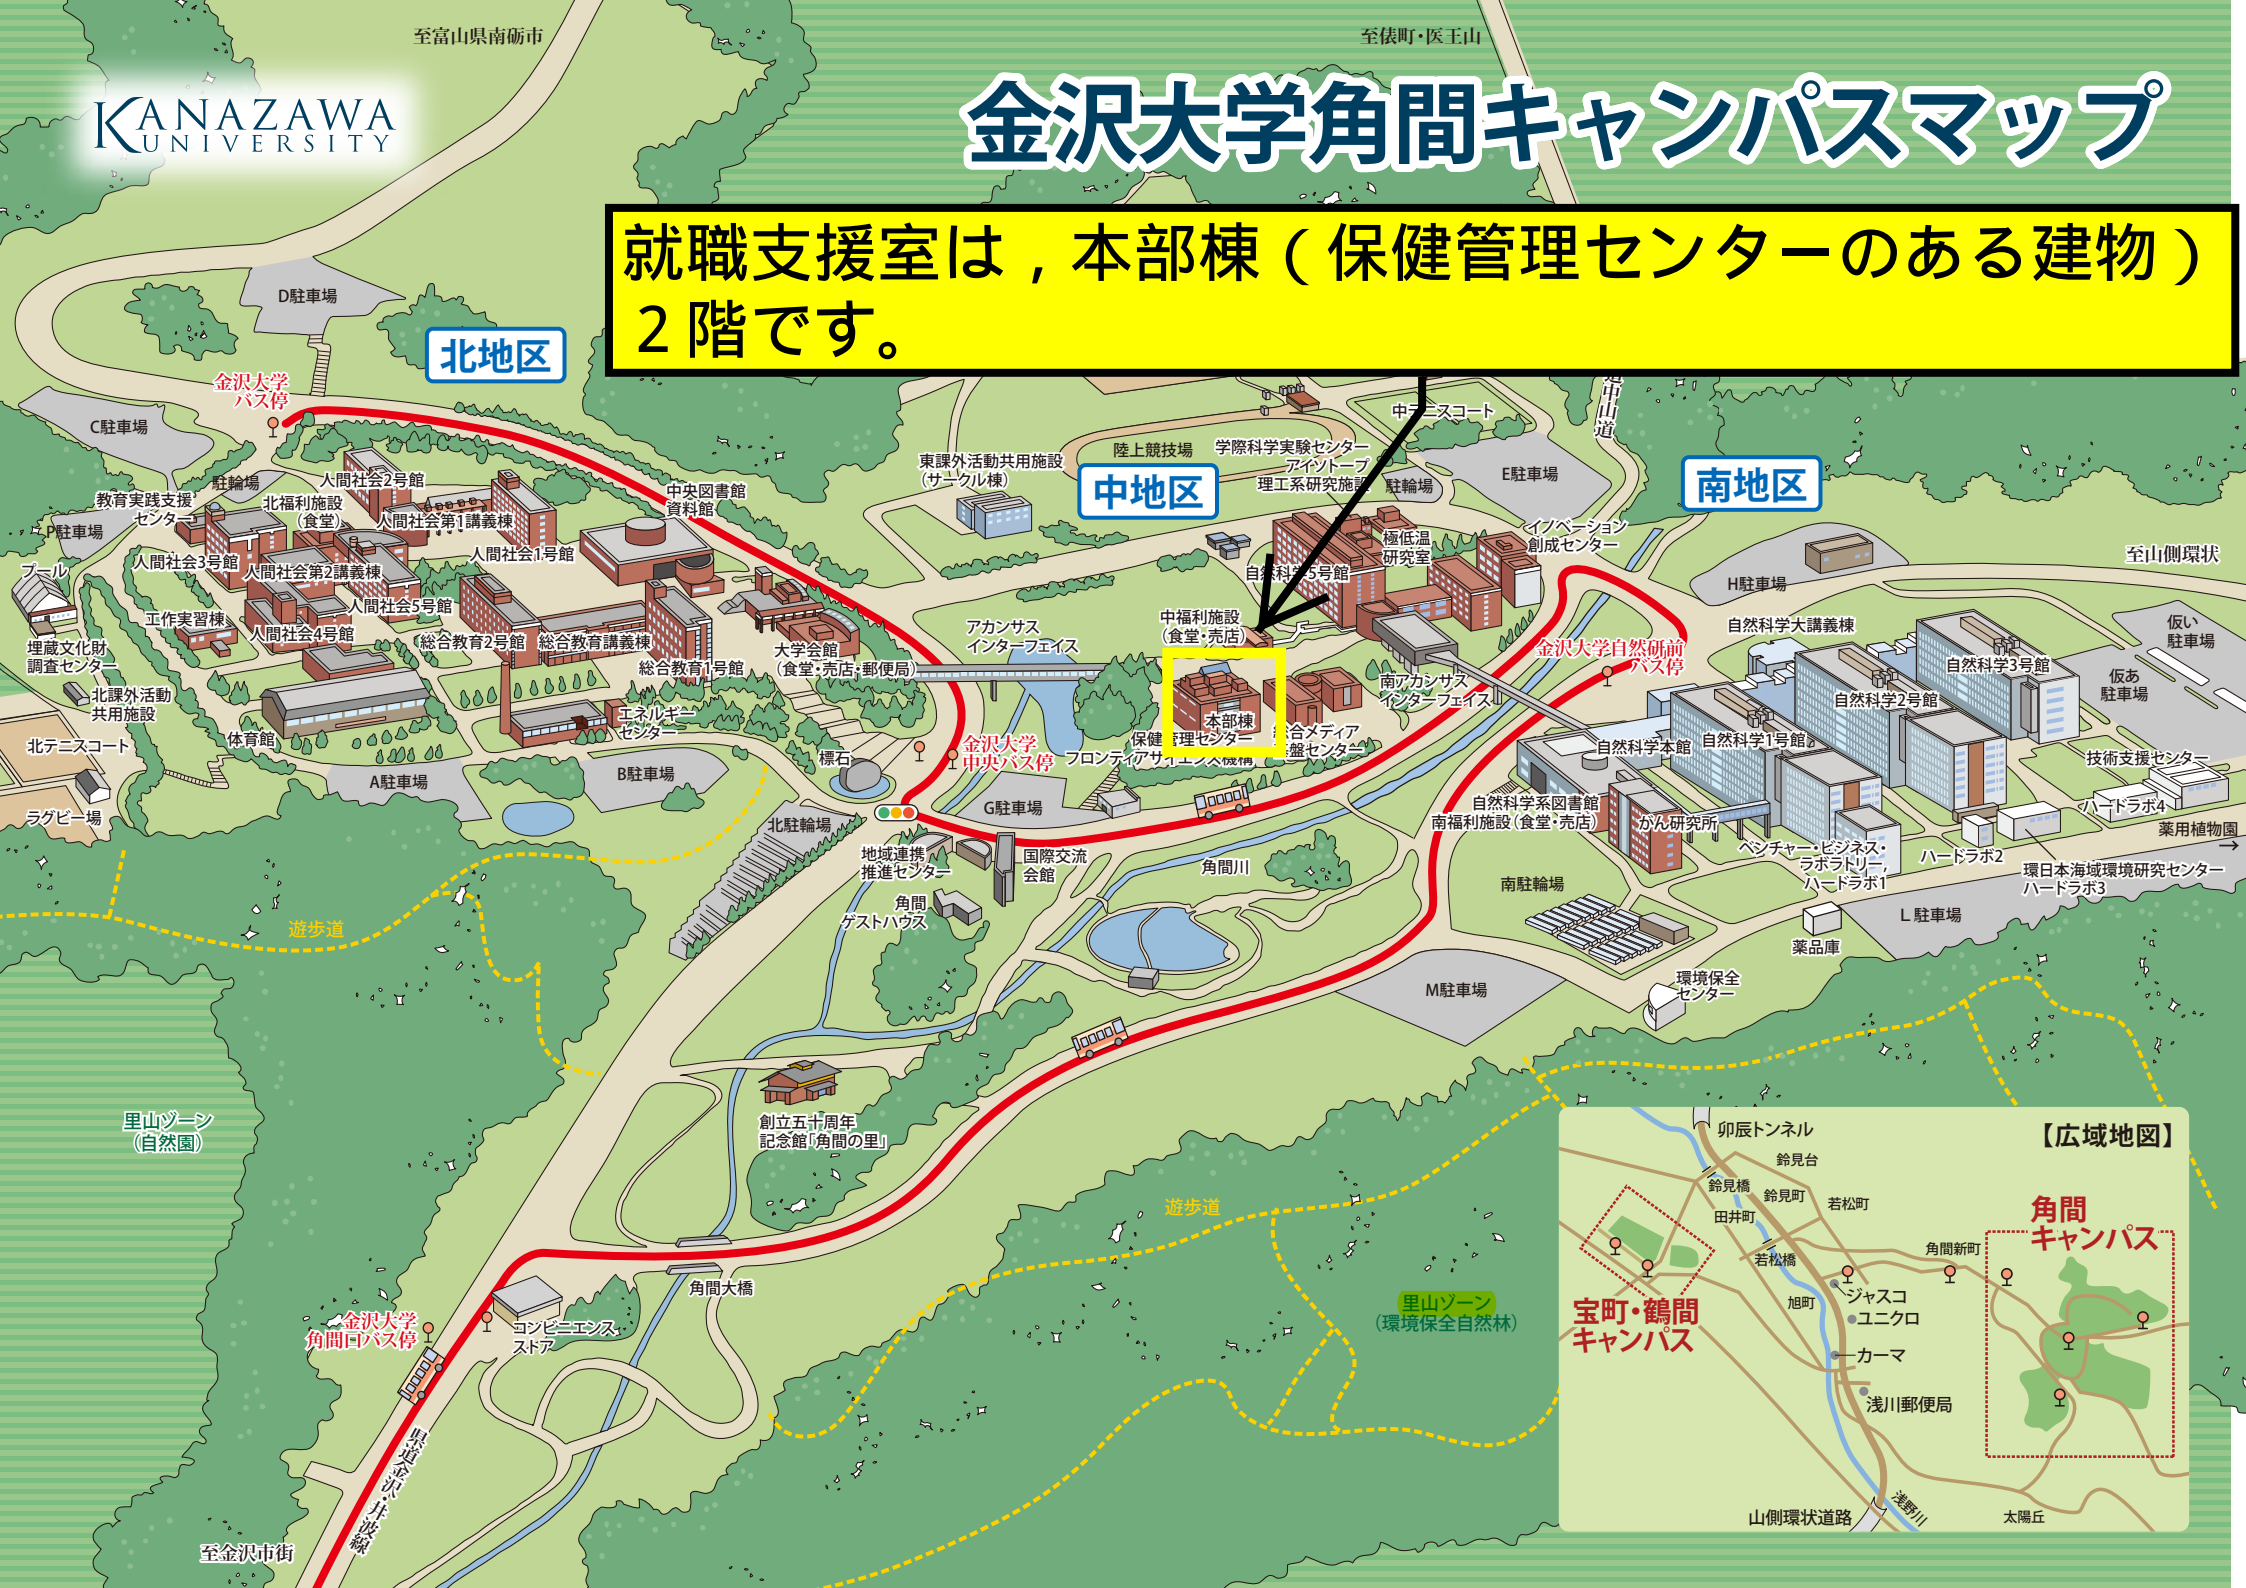 至富山県南砺市
至俵町・医王山
KANAZAWA
UNIVERSITY
金沢大学角間キャンパスマップ
就職支援室は，本部棟（保健管理センターのある建物）
２階です。
D駐車場
北地区
金沢大学
バス停
C駐車場
中テニスコート
陸上競技場
学際科学実験センター
アイソトープ
理工系研究施設
東課外活動共用施設
（サークル棟）
中地区
駐輪場
E駐車場
南地区
駐輪場
人間社会2号館
教育実践支援
センター
北福利施設
（食堂）
人間社会第1講義棟
中央図書館
資料館
P駐車場
人間社会3号館
人間社会第2講義棟
人間社会1号館
イノベーション
創成センター
極低温
研究室
自然科学5号館
至山側環状
プール
H駐車場
人間社会5号館
工作実習棟
人間社会4号館
総合教育2号館
総合教育講義棟
総合教育1号館
大学会館
（食堂・売店・郵便局）
アカンサス
インターフェイス
中福利施設
（食堂・売店）
金沢大学自然研前
バス停
自然科学大講義棟
仮い
駐車場
埋蔵文化財
調査センター
北課外活動
共用施設
南アカンサス
インターフェイス
自然科学3号館
自然科学2号館
仮あ
駐車場
北テニスコート
体育館
エネルギー
センター
本部棟
保健管理センター
フロンティアサイエンス機構
自然科学本館
自然科学1号館
技術支援センター
金沢大学
中央バス停
標石
A駐車場
B駐車場
G駐車場
ラグビー場
北駐輪場
自然科学系図書館
南福利施設（食堂・売店）
がん研究所
ハードラボ4
薬用植物園
→
地域連携
推進センター
国際交流
会館
角間川
ベンチャー・ビジネス・
ラボラトリー,
ハードラボ1
ハードラボ2
環日本海域環境研究センター
ハードラボ3
南駐輪場
角間
ゲストハウス
L駐車場
遊歩道
薬品庫
環境保全
センター
M駐車場
創立五十周年
記念館「角間の里」
里山ゾーン
（自然園）
遊歩道
角間大橋
里山ゾーン
（環境保全自然林）
金沢大学
角間口バス停
コンビニエンス
ストア
県道金沢・井波線
至金沢市街
【広域地図】
卯辰トンネル
鈴見台
鈴見橋
鈴見町
若松町
田井町
角間
キャンパス
若松橋
角間新町
旭町
ジャスコ
ユニクロ
宝町・鶴間
キャンパス
カーマ
浅川郵便局
山側環状道路
浅野川
太陽丘